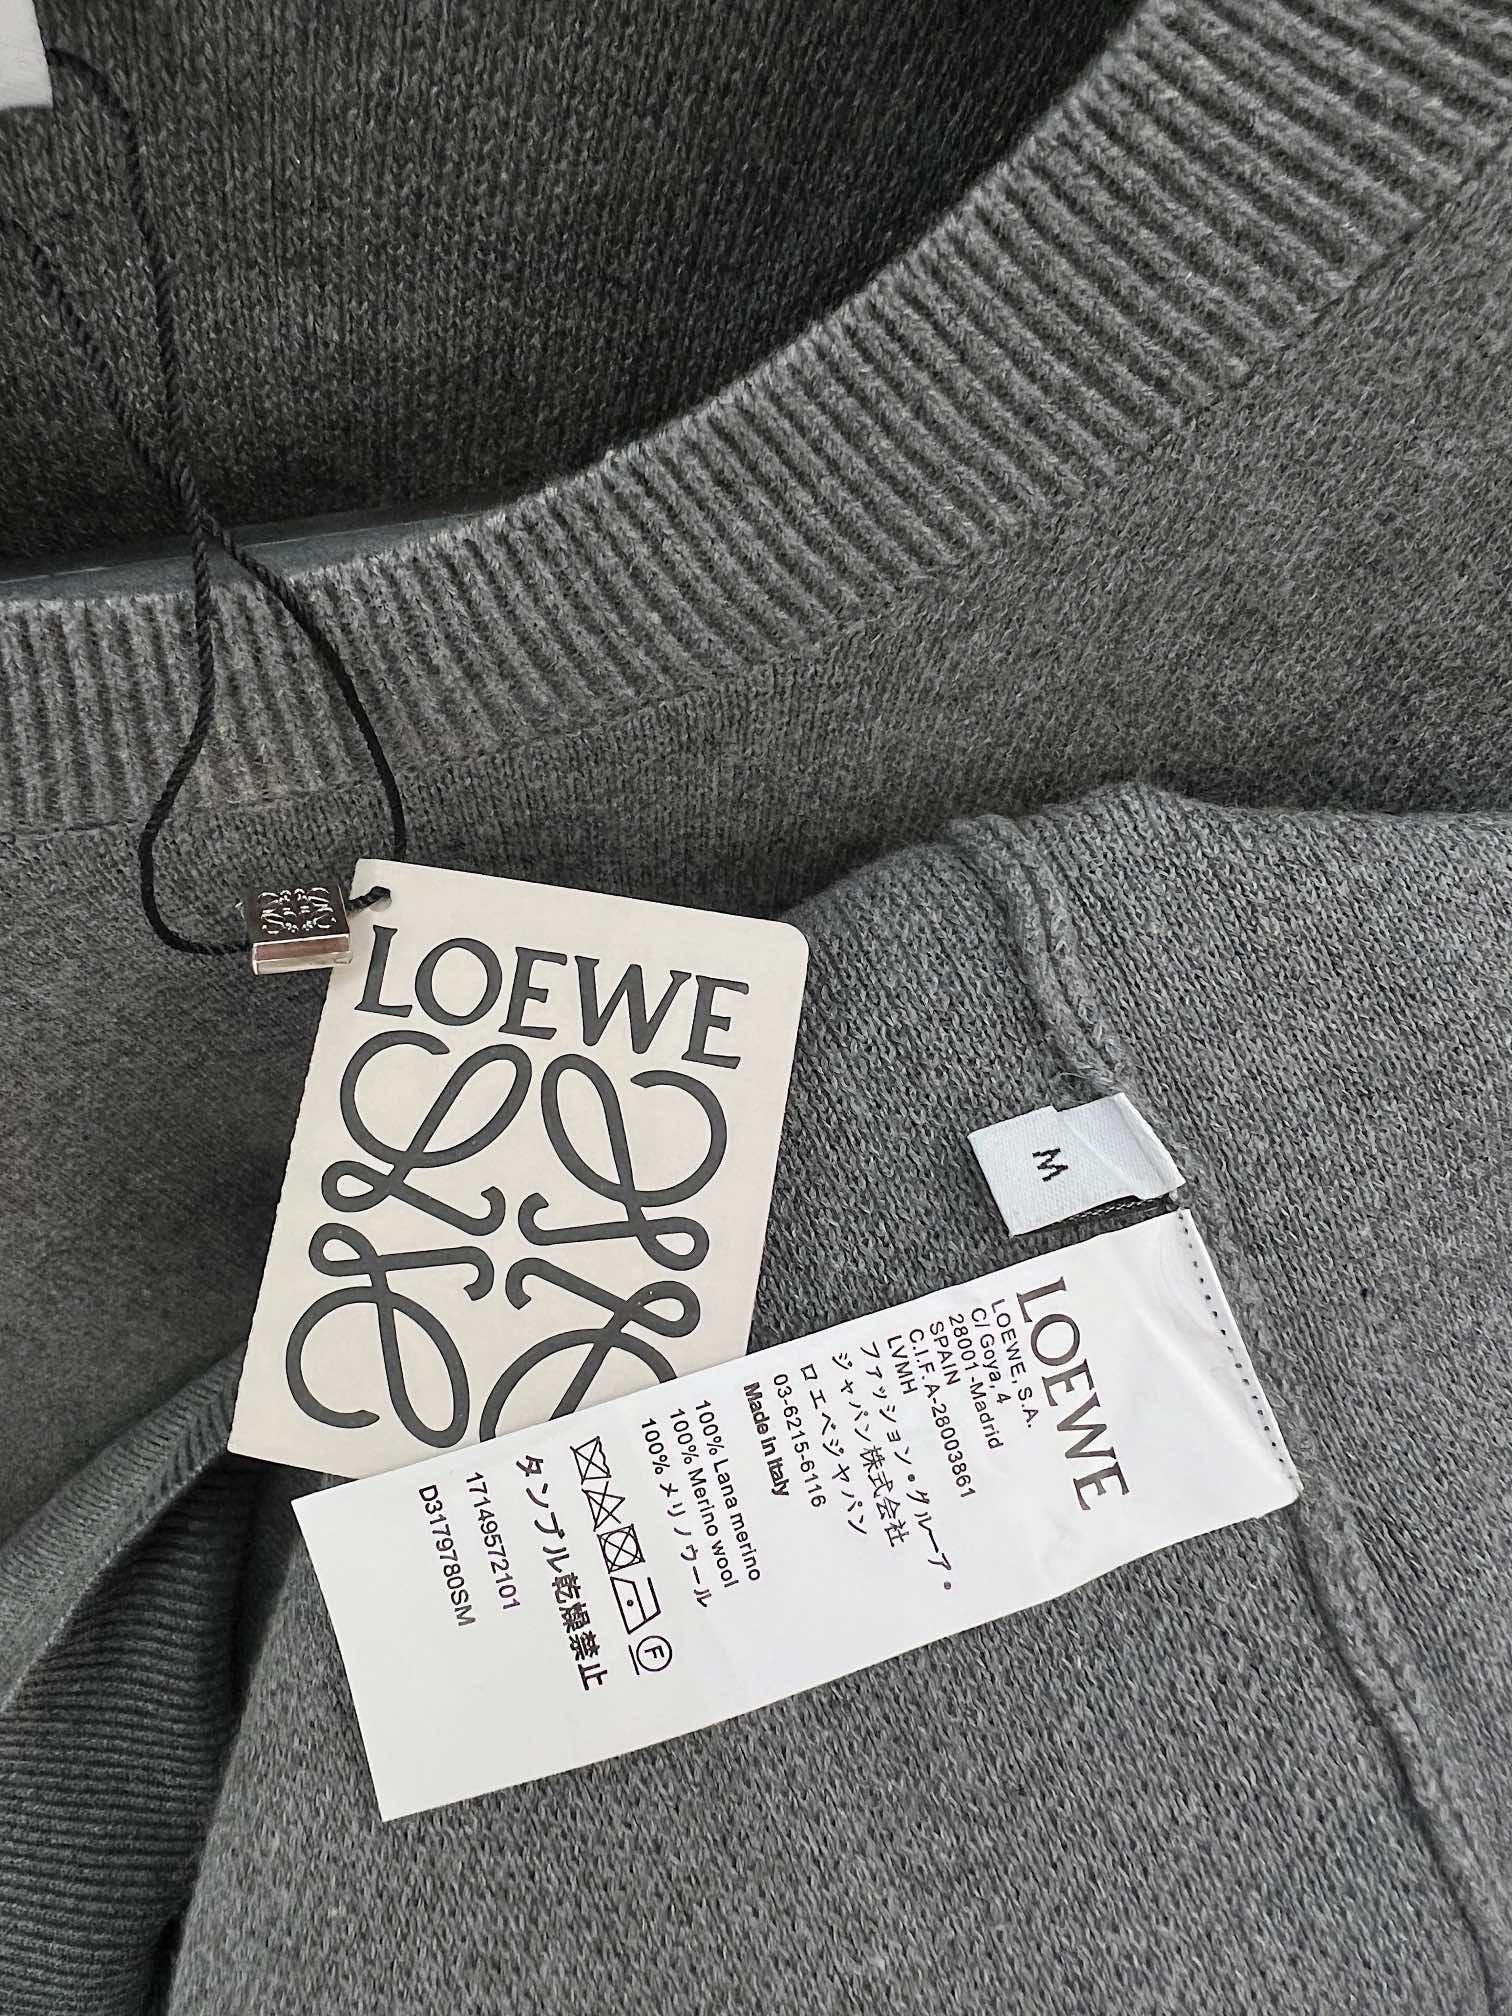 LOEWE
M
LOEWE
LOEWE, S.A.
C/ Goya, 4
28001 -Madrid
SPAIN
C.I.F.A-28003861
LVMH
ファッション・グルーア・
ジャパン株式会社
ロエベジャパン
03-6215-6116
Made in Italy
100% Lana merino
100% Merino wool
100% メリノウール
F
タンブル乾燥禁止
17149572101
D3179780SM